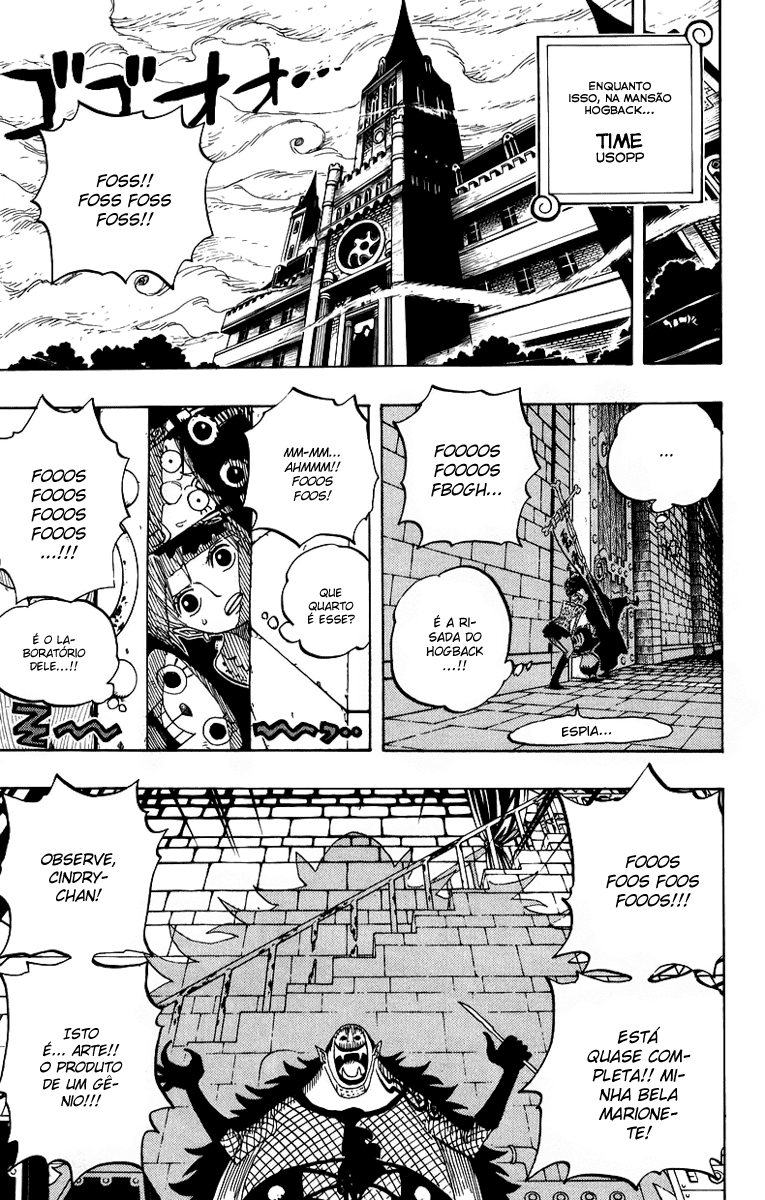 ENQUANTO
ISSO, NA MANSÃO
HOGBACK...
TIME
USOPP
ゴゴオオ...
FOSS!!
FOSS FOSS
FOSS!!
...
FOOOOS
FOOOOS
FBOGH...
É A RI-
SADA DO
HOGBACK
...!!
ESPIA...
MM-MM...
AHMMM!!
FOOOS
FOOS!
QUE
QUARTO
É ESSE?
FOOOS
FOOOS
FOOOS
FOOOS
...!!!
É O LA-
BORATÓRIO
DELE...!!
FOOOS
FOOS FOOS
FOOOS!!!
ESTÁ
QUASE COM-
PLETA!! MI-
NHA BELA
MARIONE-
TE!
OBSERVE,
CINDRY-
CHAN!
ISTO
É... ARTE!!
O PRODUTO
DE UM GÊ-
NIO!!!